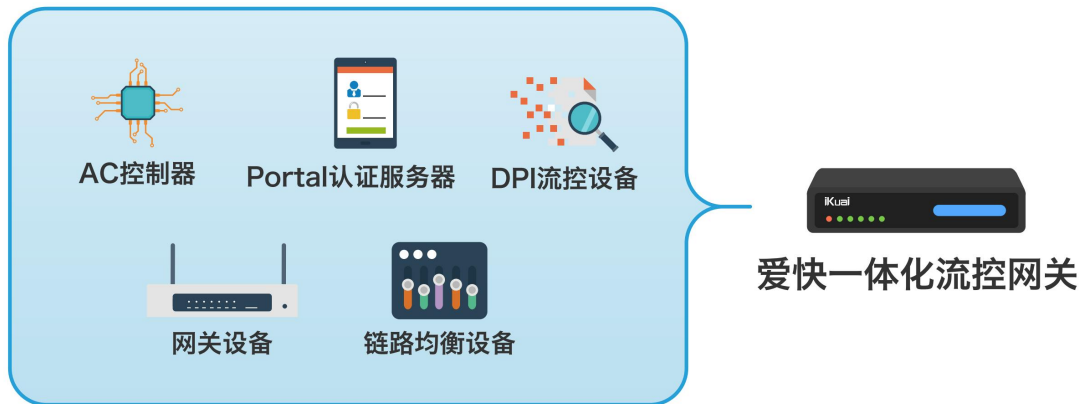 AC控制器
Portal认证服务器
DPI流控设备
网关设备
链路均衡设备
iKuai
爱快一体化流控网关